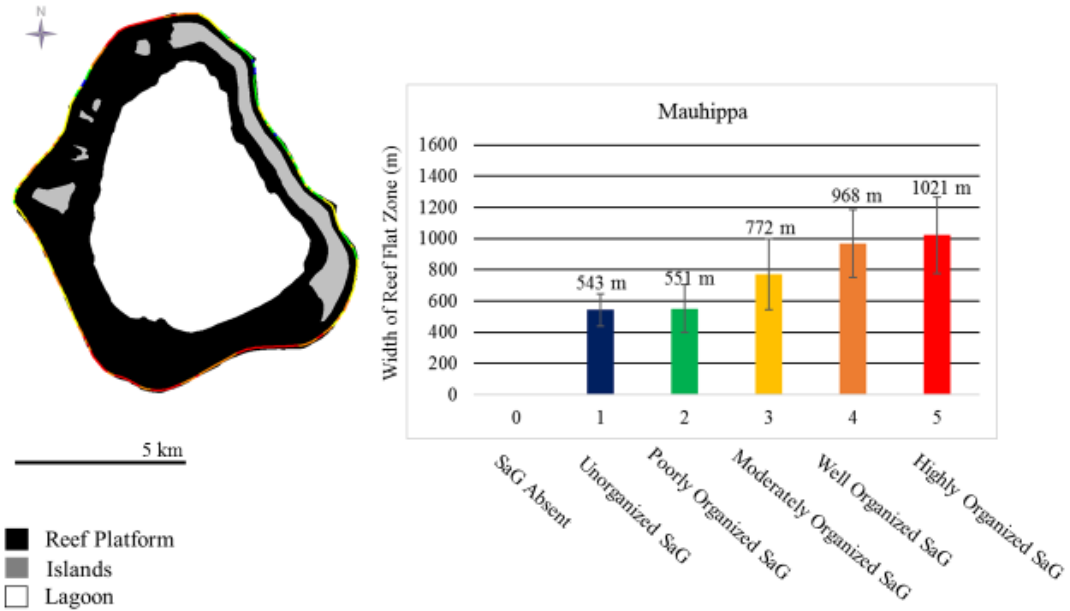 N
5 km
Reef Platform
Islands
Lagoon
Mauhippa
Width of Reef Flat Zone (m)
1600
1400
1200
1000
800
600
400
200
0
543 m
551 m
772 m
968 m
1021 m
0 1 2 3 4 5
SaG Absent
Unorganized SaG
Poorly Organized SaG
Moderately Organized SaG
Well Organized SaG
Highly Organized SaG